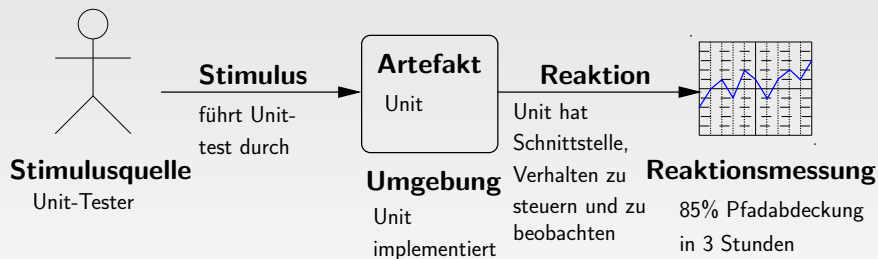 Stimulusquelle
Unit-Tester
Stimulus
führt Unit-
test durch
Artefakt
Unit
Umgebung
Unit
implementiert
Reaktion
Unit hat
Schnittstelle,
Verhalten zu
steuern und zu
beobachten
Reaktionsmessung
85% Pfadabdeckung
in 3 Stunden